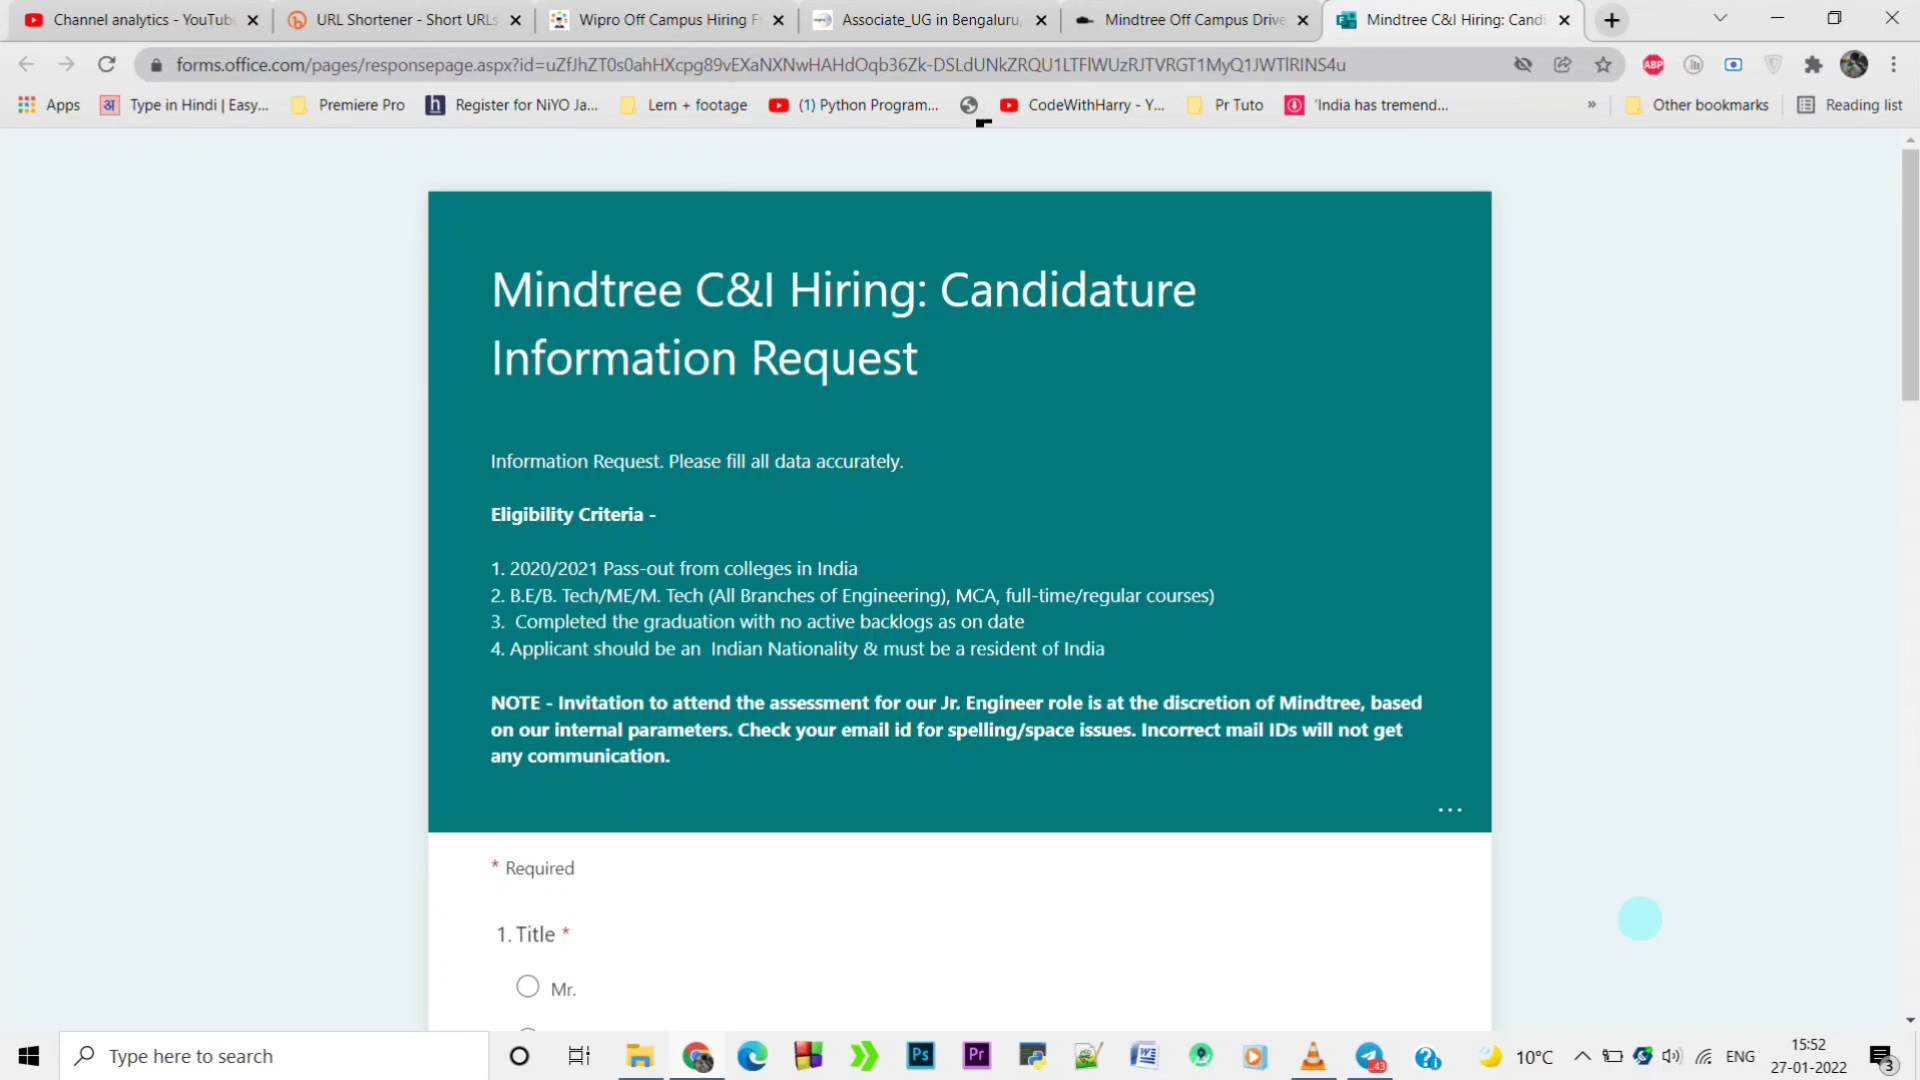 Channel analytics - YouTub
URL Shortener - Short URLs
Wipro Off Campus Hiring F
Associate_UG in Bengaluru,
Mindtree Off Campus Drive
Mindtree C&I Hiring: Candi
forms.office.com/pages/responsepage.aspx?id=uZfJhZT0s0ahHXcpg89vEXaNXNwHAHdOqb36Zk-DSLdUNkZRQU1LTFlWUzRJTVRGT1MyQ1JWTlRINS4u
ABP
Apps
अ Type in Hindi | Easy...
Premiere Pro
h Register for NiYO Ja...
Lern + footage
(1) Python Program...
CodeWithHarry - Y...
Pr Tuto
'India has tremend...
»
Other bookmarks
Reading list
Mindtree C&I Hiring: Candidature
Information Request
Information Request. Please fill all data accurately.
Eligibility Criteria -
1. 2020/2021 Pass-out from colleges in India
2. B.E/B. Tech/ME/M. Tech (All Branches of Engineering), MCA, full-time/regular courses)
3. Completed the graduation with no active backlogs as on date
4. Applicant should be an Indian Nationality & must be a resident of India
NOTE - Invitation to attend the assessment for our Jr. Engineer role is at the discretion of Mindtree, based
on our internal parameters. Check your email id for spelling/space issues. Incorrect mail IDs will not get
any communication.
...
* Required
1. Title *
Mr.
Type here to search
Ps
Pr
43
10°C
ENG
15:52
27-01-2022
3